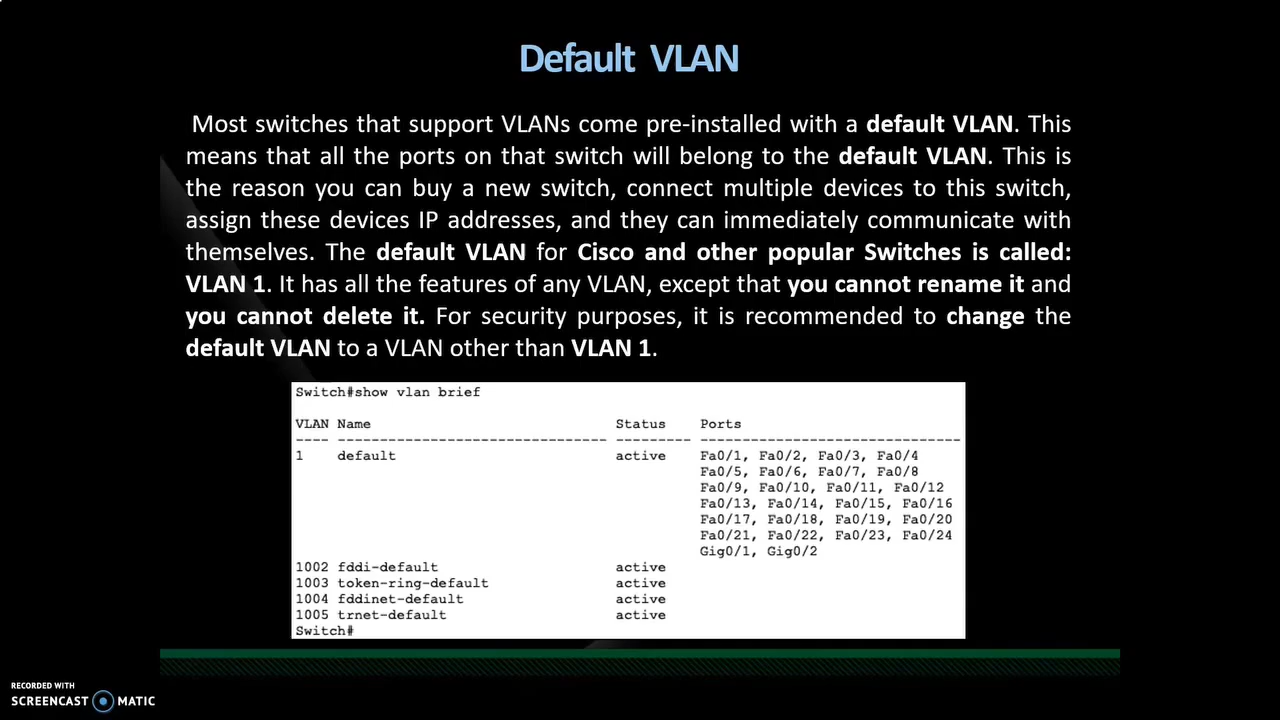 Default VLAN
Most switches that support VLANs come pre-installed with a default VLAN. This
means that all the ports on that switch will belong to the default VLAN. This is
the reason you can buy a new switch, connect multiple devices to this switch,
assign these devices IP addresses, and they can immediately communicate with
themselves. The default VLAN for Cisco and other popular Switches is called:
VLAN 1. It has all the features of any VLAN, except that you cannot rename it and
you cannot delete it. For security purposes, it is recommended to change the
default VLAN to a VLAN other than VLAN 1.
Switch#show vlan brief
VLAN Name Status Ports
---- -------------------------------- --------- -------------------------------
1 default active Fa0/1, Fa0/2, Fa0/3, Fa0/4
Fa0/5, Fa0/6, Fa0/7, Fa0/8
Fa0/9, Fa0/10, Fa0/11, Fa0/12
Fa0/13, Fa0/14, Fa0/15, Fa0/16
Fa0/17, Fa0/18, Fa0/19, Fa0/20
Fa0/21, Fa0/22, Fa0/23, Fa0/24
Gig0/1, Gig0/2
1002 fddi-default active
1003 token-ring-default active
1004 fddinet-default active
1005 trnet-default active
Switch#
RECORDED WITH
SCREENCAST MATIC